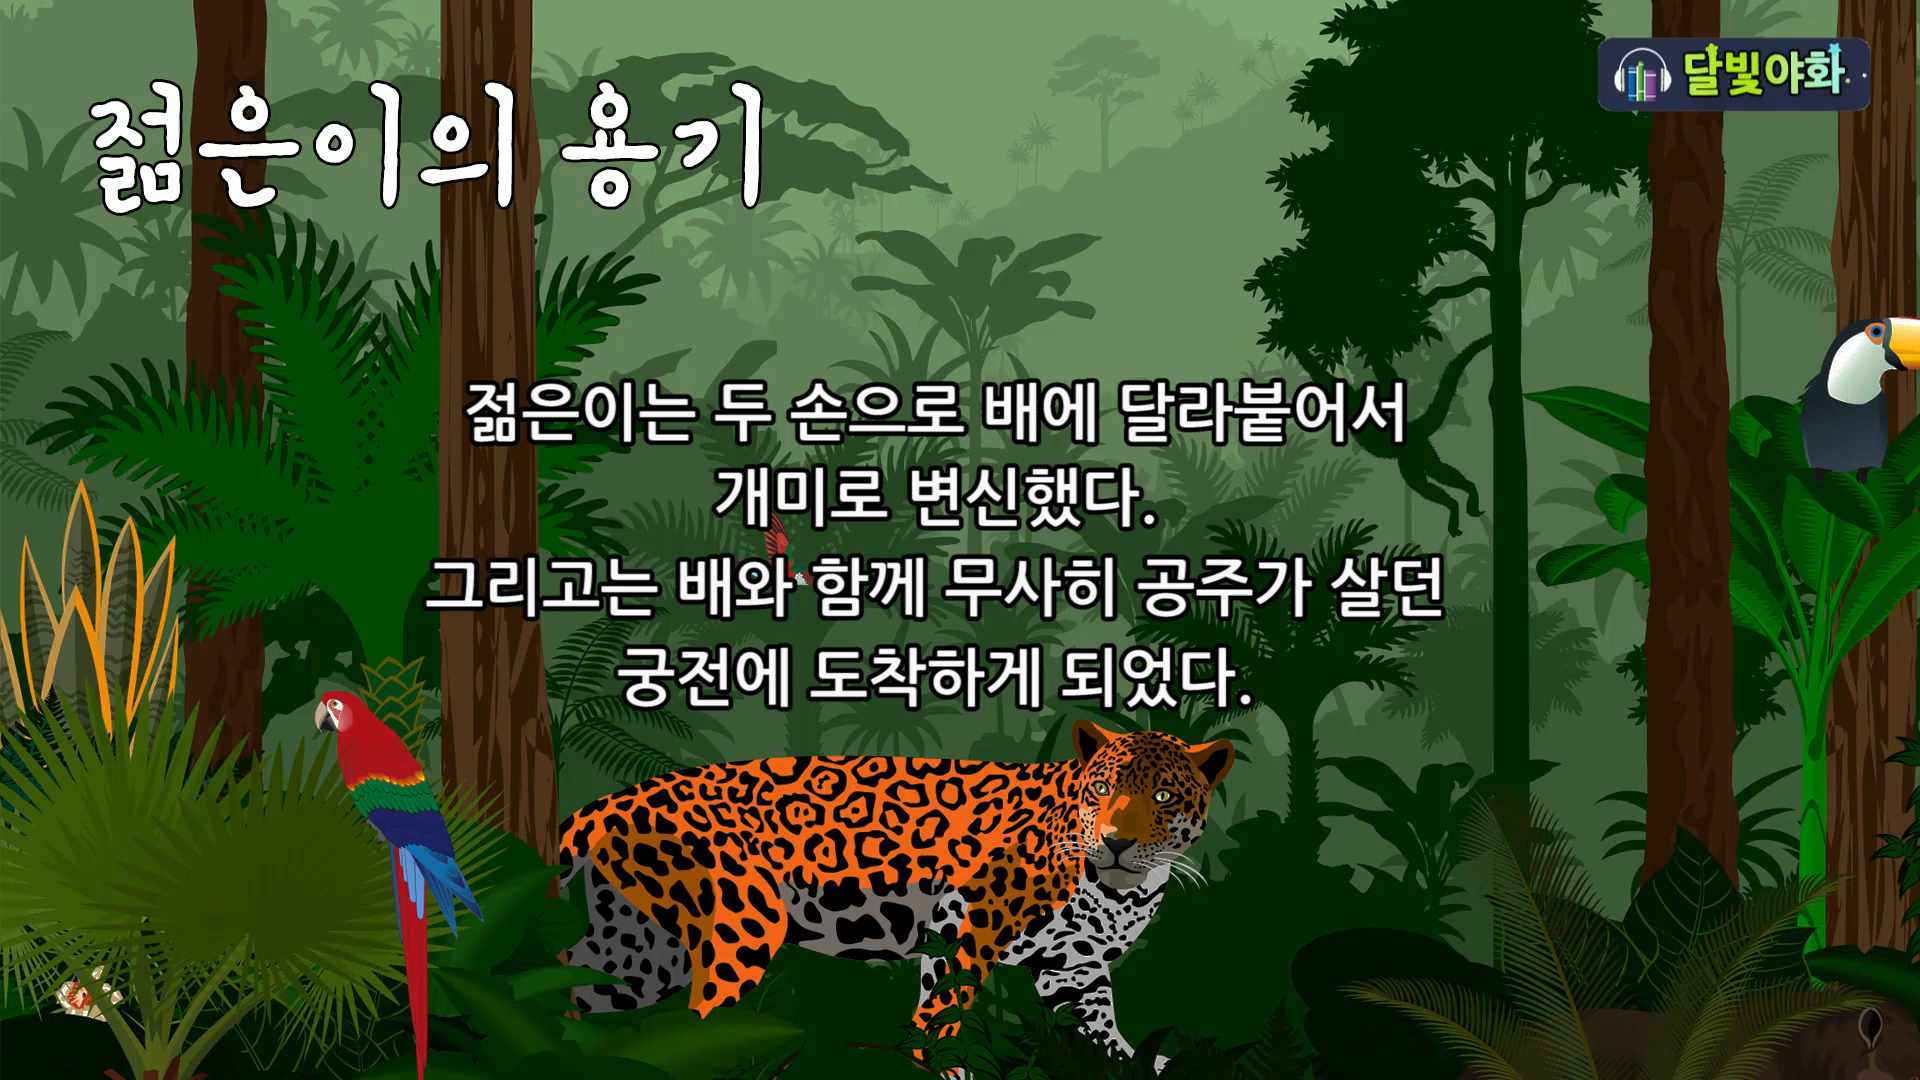 젊은이의 용기
달빛야화
젊은이는 두 손으로 배에 달라붙어서
개미로 변신했다.
그리고는 배와 함께 무사히 공주가 살던
궁전에 도착하게 되었다.